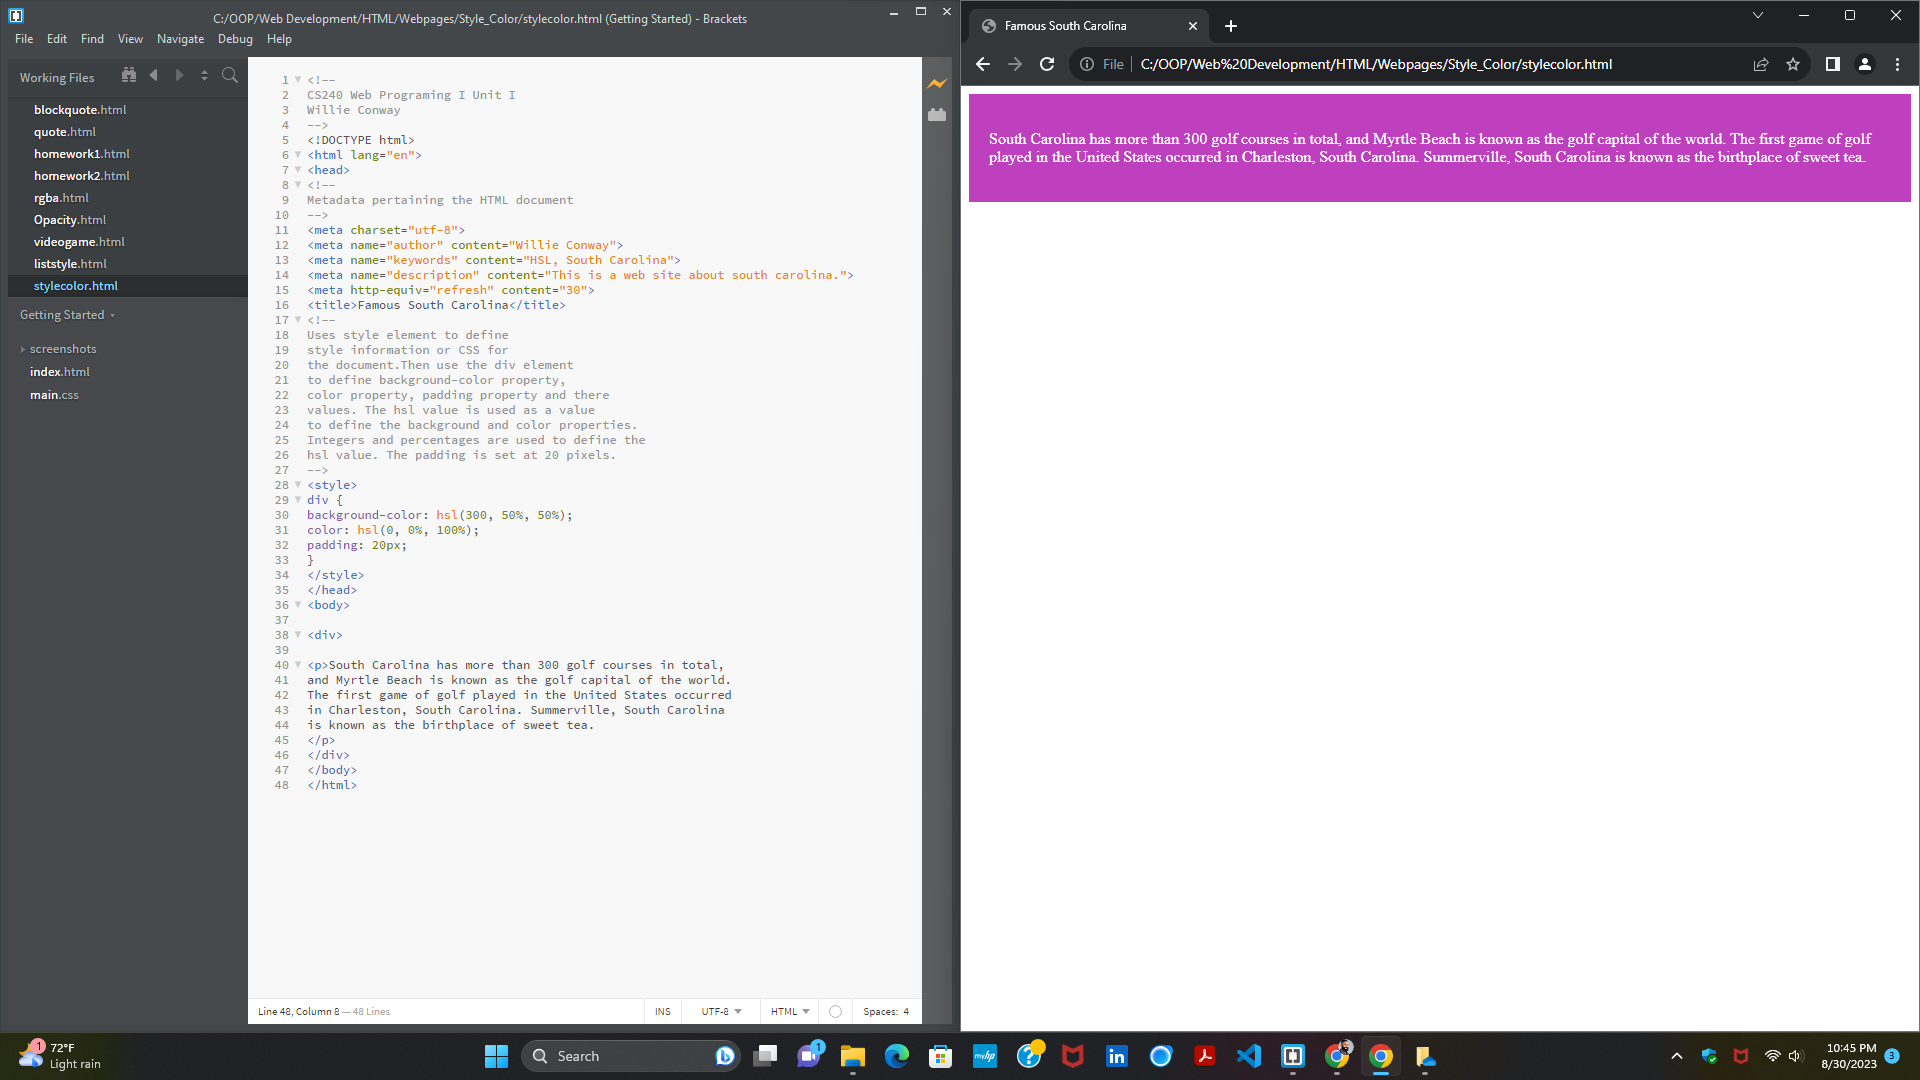 C:/OOP/Web Development/HTML/Webpages/Style_Color/stylecolor.html (Getting Started) - Brackets
File Edit Find View Navigate Debug Help
Working Files
blockquote.html
quote.html
homework1.html
homework2.html
rgba.html
Opacity.html
videogame.html
liststyle.html
stylecolor.html
Getting Started
screenshots
index.html
main.css
1 <!--
2 CS240 Web Programing I Unit I
3 Willie Conway
4 -->
5 <!DOCTYPE html>
6 <html lang="en">
7 <head>
8 <!--
9 Metadata pertaining the HTML document
10 -->
11 <meta charset="utf-8">
12 <meta name="author" content="Willie Conway">
13 <meta name="keywords" content="HSL, South Carolina">
14 <meta name="description" content="This is a web site about south carolina.">
15 <meta http-equiv="refresh" content="30">
16 <title>Famous South Carolina</title>
17 <!--
18 Uses style element to define
19 style information or CSS for
20 the document.Then use the div element
21 to define background-color property,
22 color property, padding property and there
23 values. The hsl value is used as a value
24 to define the background and color properties.
25 Integers and percentages are used to define the
26 hsl value. The padding is set at 20 pixels.
27 -->
28 <style>
29 div {
30 background-color: hsl(300, 50%, 50%);
31 color: hsl(0, 0%, 100%);
32 padding: 20px;
33 }
34 </style>
35 </head>
36 <body>
37
38 <div>
39
40 <p>South Carolina has more than 300 golf courses in total,
41 and Myrtle Beach is known as the golf capital of the world.
42 The first game of golf played in the United States occurred
43 in Charleston, South Carolina. Summerville, South Carolina
44 is known as the birthplace of sweet tea.
45 </p>
46 </div>
47 </body>
48 </html>
Line 48, Column 8 — 48 Lines
INS UTF-8 HTML Spaces: 4
Famous South Carolina
File C:/OOP/Web%20Development/HTML/Webpages/Style_Color/stylecolor.html
South Carolina has more than 300 golf courses in total, and Myrtle Beach is known as the golf capital of the world. The first game of golf
played in the United States occurred in Charleston, South Carolina. Summerville, South Carolina is known as the birthplace of sweet tea.
1
72°F
Light rain
Search
1
myhp
in
10:45 PM
8/30/2023
3